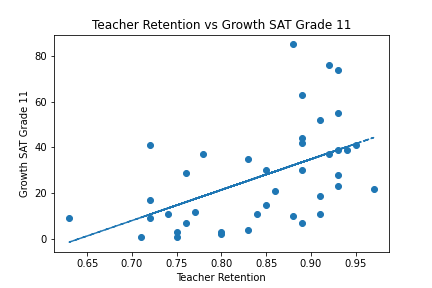 Teacher Retention vs Growth SAT Grade 11
Growth SAT Grade 11
80
60
40
20
0
0.65 0.70 0.75 0.80 0.85 0.90 0.95
Teacher Retention